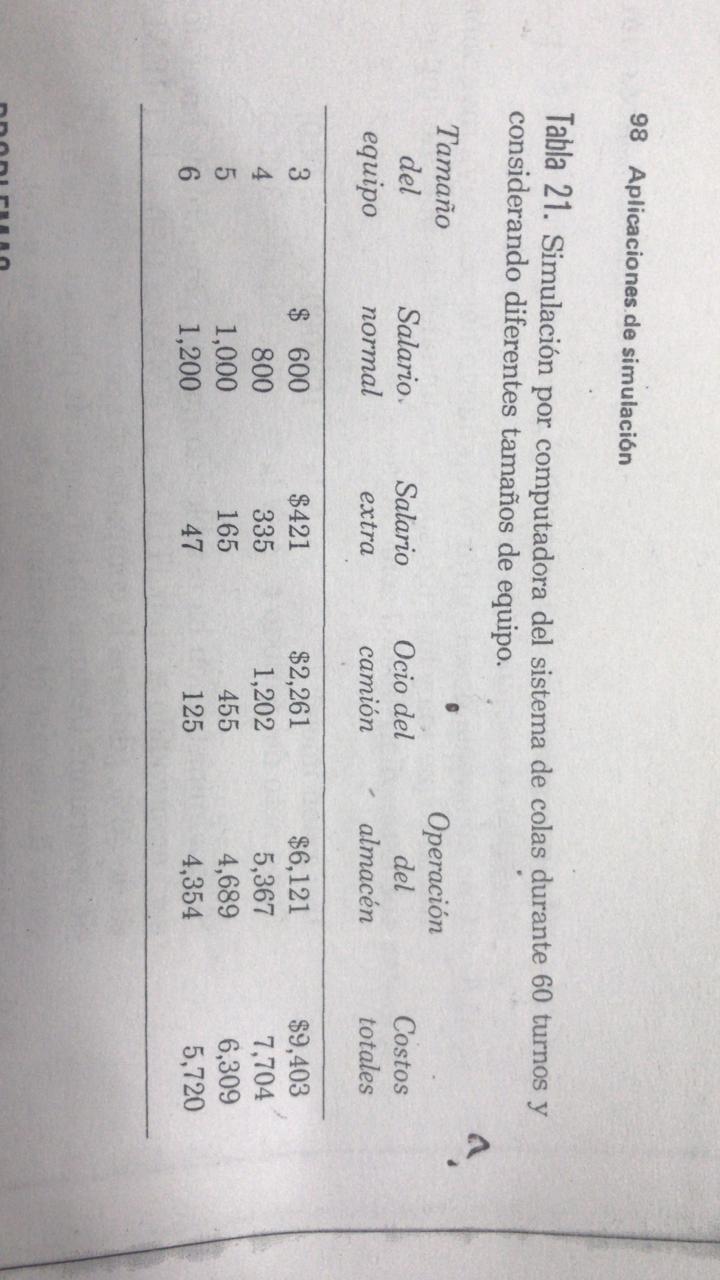 98 Aplicaciones de simulación
Tabla 21. Simulación por computadora del sistema de colas durante 60 turnos y
considerando diferentes tamaños de equipo.
Tamaño del equipo Salario normal Salario extra Ocio del camión Operación del almacén Costos totales
3 $ 600 $421 $2,261 $6,121 $9,403
4 800 335 1,202 5,367 7,704
5 1,000 165 455 4,689 6,309
6 1,200 47 125 4,354 5,720
PROBLEMAS